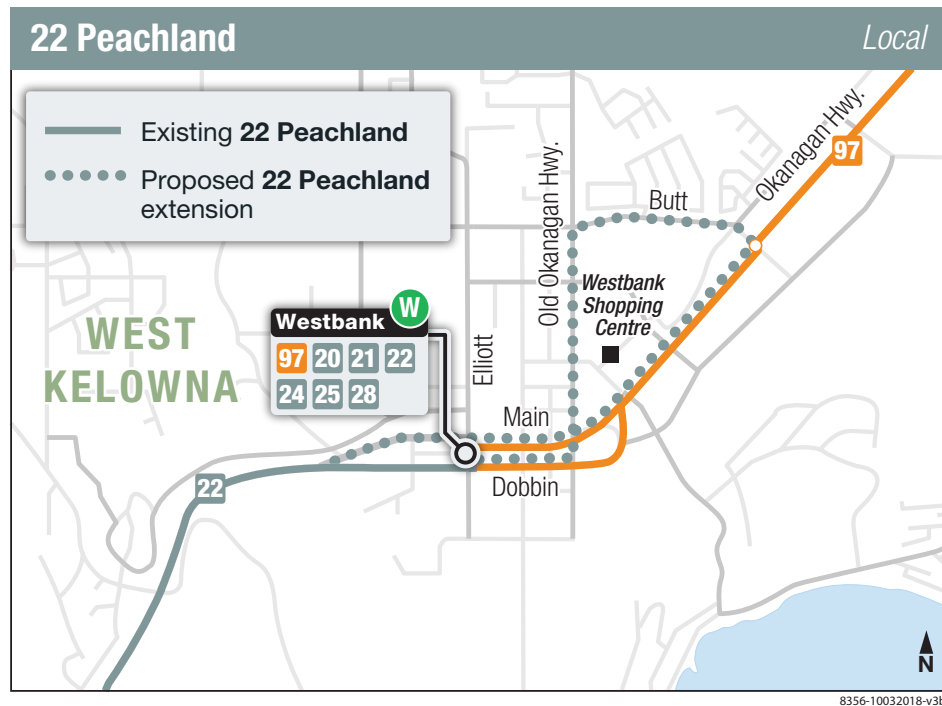 22 Peachland
Local
Existing 22 Peachland
Proposed 22 Peachland
extension
Okanagan Hwy.
97
Butt
Old Okanagan Hwy.
Westbank
Shopping
Centre
WEST
KELOWNA
Westbank W
97 20 21 22
24 25 28
Elliott
Main
Dobbin
22
N
8356-10032018-v3b